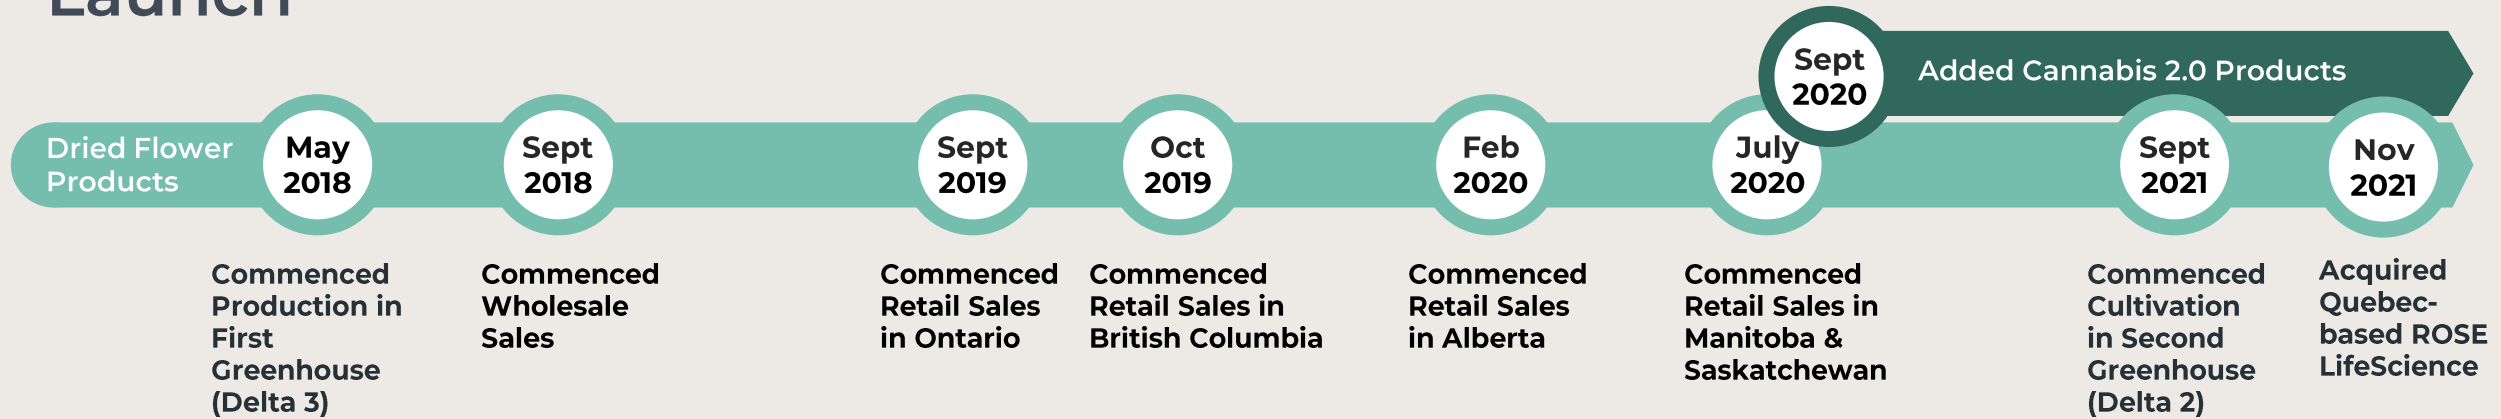 Launch
Sept
2020
Added Cannabis 2.0 Products
Dried Flower
Products
May
2018
Sept
2018
Sept
2019
Oct
2019
Feb
2020
July
2020
Sept
2021
Nov
2021
Commenced
Production in
First
Greenhouse
(Delta 3)
Commenced
Wholesale
Sales
Commenced
Retail Sales
in Ontario
Commenced
Retail Sales in
British Columbia
Commenced
Retail Sales
in Alberta
Commenced
Retail Sales in
Manitoba &
Saskatchewan
Commenced
Cultivation
in Second
Greenhouse
(Delta 2)
Acquired
Quebec-
based ROSE
LifeScience